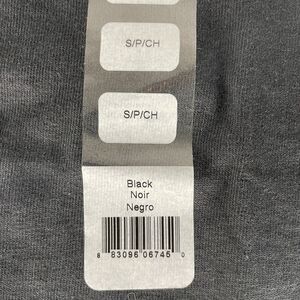 S/P/CH
S/P/CH
Black
Noir
Negro
8 83096 06745 0